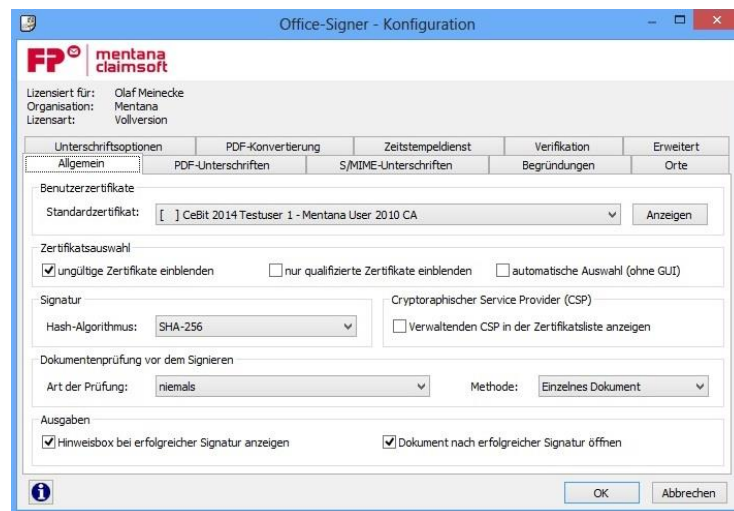 Office-Signer - Konfiguration
FP mentana
claimsoft
Lizensiert für: Olaf Meinecke
Organisation: Mentana
Lizensart: Vollversion
Unterschriftsoptionen PDF-Konvertierung Zeitstempeldienst Verifikation Erweitert
Allgemein PDF-Unterschriften S/MIME-Unterschriften Begründungen Orte
Benutzerzertifikate
Standardzertifikat: [ ] CeBit 2014 Testuser 1 - Mentana User 2010 CA Anzeigen
Zertifikatsauswahl
ungültige Zertifikate einblenden nur qualifizierte Zertifikate einblenden automatische Auswahl (ohne GUI)
Signatur Cryptoraphischer Service Provider (CSP)
Hash-Algorithmus: SHA-256 Verwaltenden CSP in der Zertifikatsliste anzeigen
Dokumentenprüfung vor dem Signieren
Art der Prüfung: niemals Methode: Einzelnes Dokument
Ausgaben
Hinweisbox bei erfolgreicher Signatur anzeigen Dokument nach erfolgreicher Signatur öffnen
OK Abbrechen